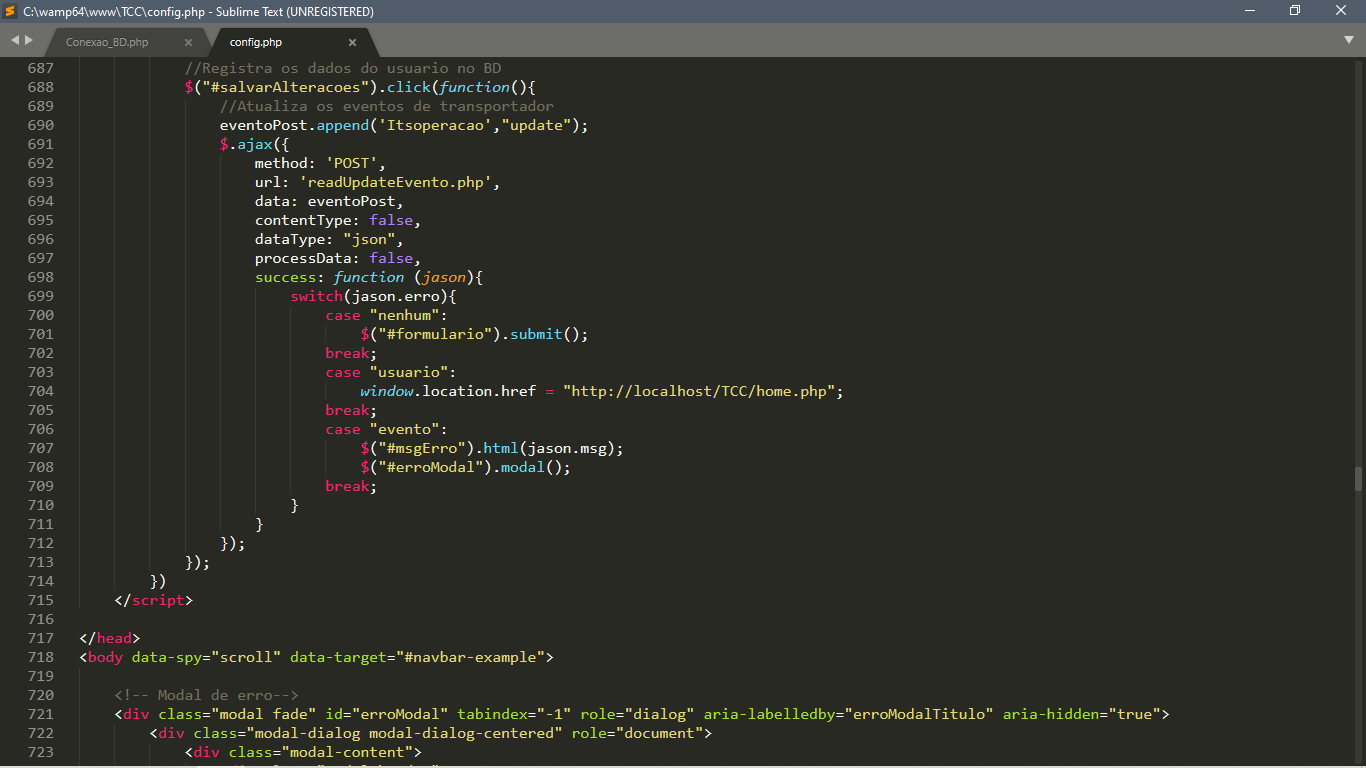 C:\wamp64\www\TCC\config.php - Sublime Text (UNREGISTERED)
Conexao_BD.php config.php
687 //Registra os dados do usuario no BD
688 $("#salvarAlteracoes").click(function(){
689 //Atualiza os eventos de transportador
690 eventoPost.append('Itsoperacao',"update");
691 $.ajax({
692 method: 'POST',
693 url: 'readUpdateEvento.php',
694 data: eventoPost,
695 contentType: false,
696 dataType: "json",
697 processData: false,
698 success: function (jason){
699 switch(jason.erro){
700 case "nenhum":
701 $("#formulario").submit();
702 break;
703 case "usuario":
704 window.location.href = "http://localhost/TCC/home.php";
705 break;
706 case "evento":
707 $("#msgErro").html(jason.msg);
708 $("#erroModal").modal();
709 break;
710 }
711 }
712 });
713 });
714 })
715 </script>
716
717 </head>
718 <body data-spy="scroll" data-target="#navbar-example">
719
720 <!-- Modal de erro-->
721 <div class="modal fade" id="erroModal" tabindex="-1" role="dialog" aria-labelledby="erroModalTitulo" aria-hidden="true">
722 <div class="modal-dialog modal-dialog-centered" role="document">
723 <div class="modal-content">